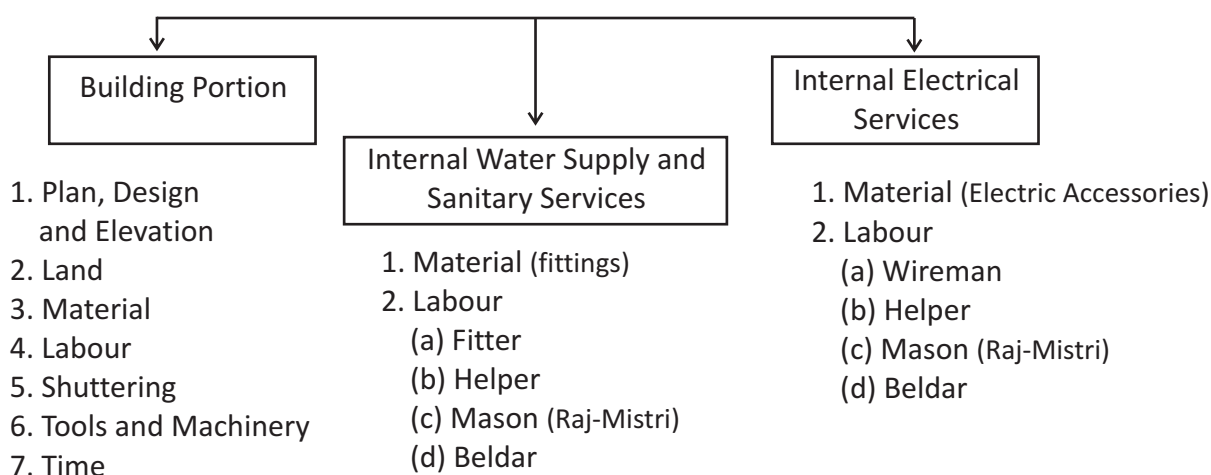 Building Portion
1. Plan, Design
and Elevation
2. Land
3. Material
4. Labour
5. Shuttering
6. Tools and Machinery
7. Time
Internal Water Supply and
Sanitary Services
1. Material (fittings)
2. Labour
(a) Fitter
(b) Helper
(c) Mason (Raj-Mistri)
(d) Beldar
Internal Electrical
Services
1. Material (Electric Accessories)
2. Labour
(a) Wireman
(b) Helper
(c) Mason (Raj-Mistri)
(d) Beldar